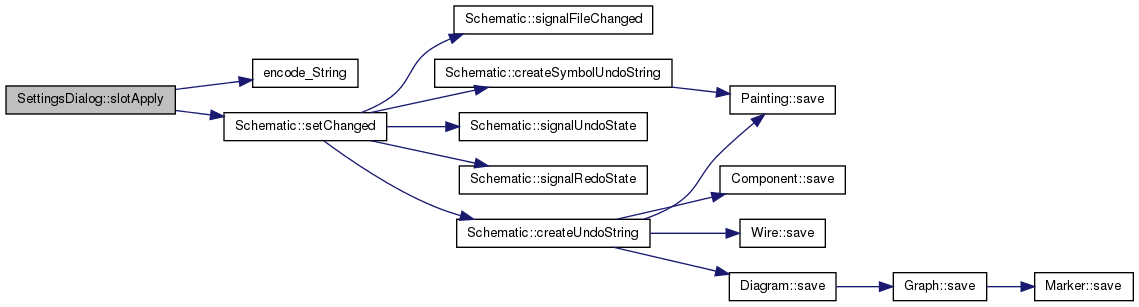 SettingsDialog::slotApply
encode_String
Schematic::setChanged
Schematic::signalFileChanged
Schematic::createSymbolUndoString
Schematic::signalUndoState
Schematic::signalRedoState
Schematic::createUndoString
Painting::save
Component::save
Wire::save
Diagram::save
Graph::save
Marker::save